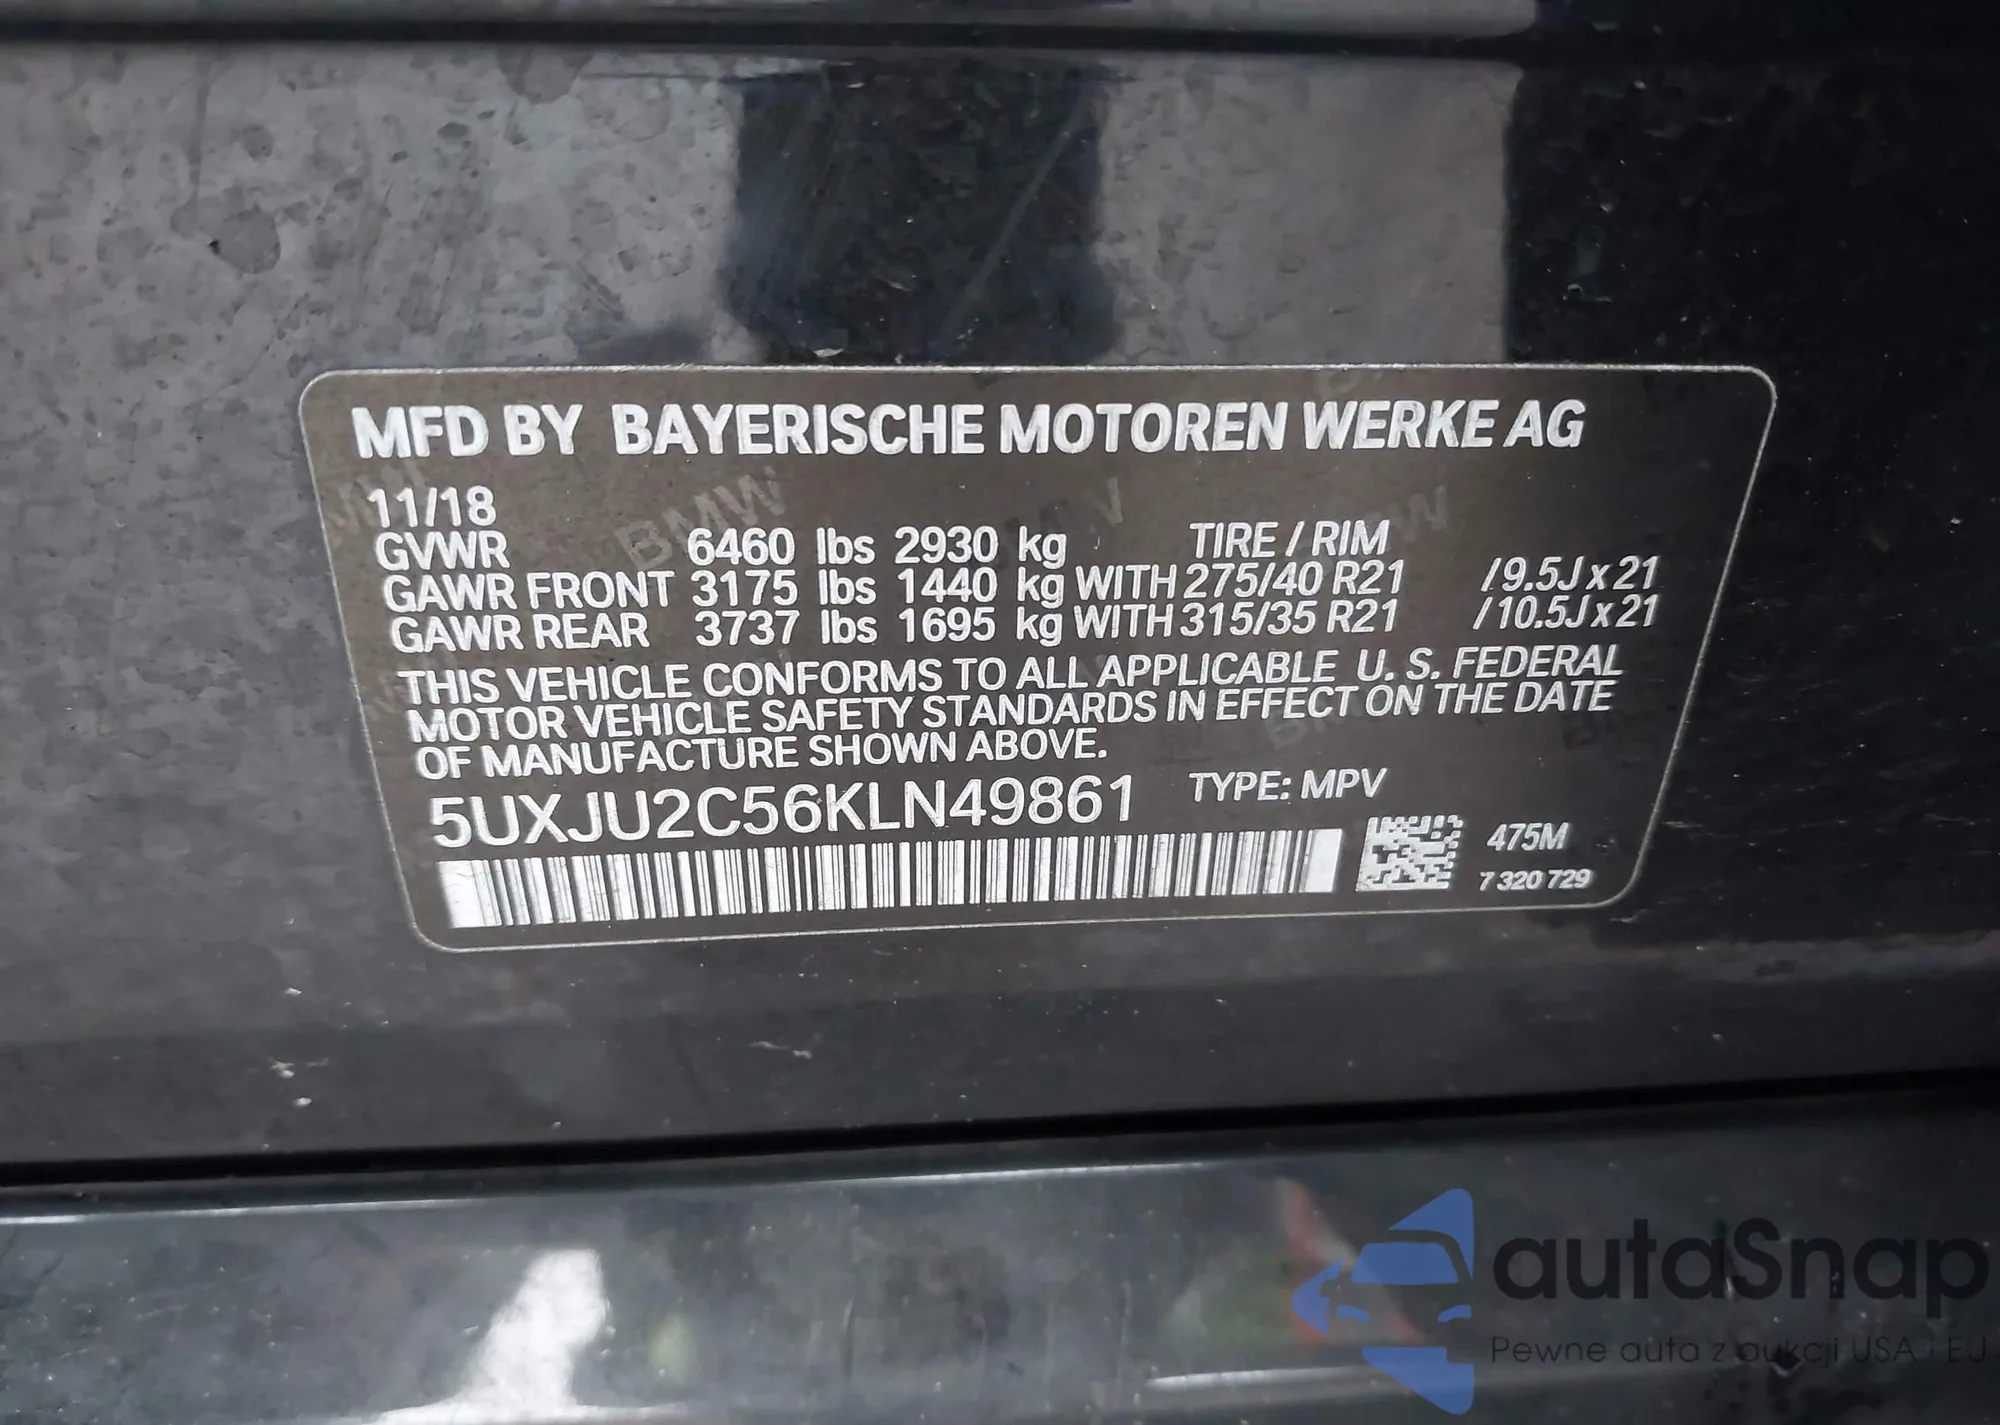 MFD BY BAYERISCHE MOTOREN WERKE AG
11/18
GVWR 6460 lbs 2930 kg TIRE / RIM
GAWR FRONT 3175 lbs 1440 kg WITH 275/40 R21 /9.5J x 21
GAWR REAR 3737 lbs 1695 kg WITH 315/35 R21 /10.5J x 21
THIS VEHICLE CONFORMS TO ALL APPLICABLE U. S. FEDERAL
MOTOR VEHICLE SAFETY STANDARDS IN EFFECT ON THE DATE
OF MANUFACTURE SHOWN ABOVE.
5UXJU2C56KLN49861 TYPE: MPV
475M
7 320 729
autoSnap
Pewne auta z aukcji USA i EU